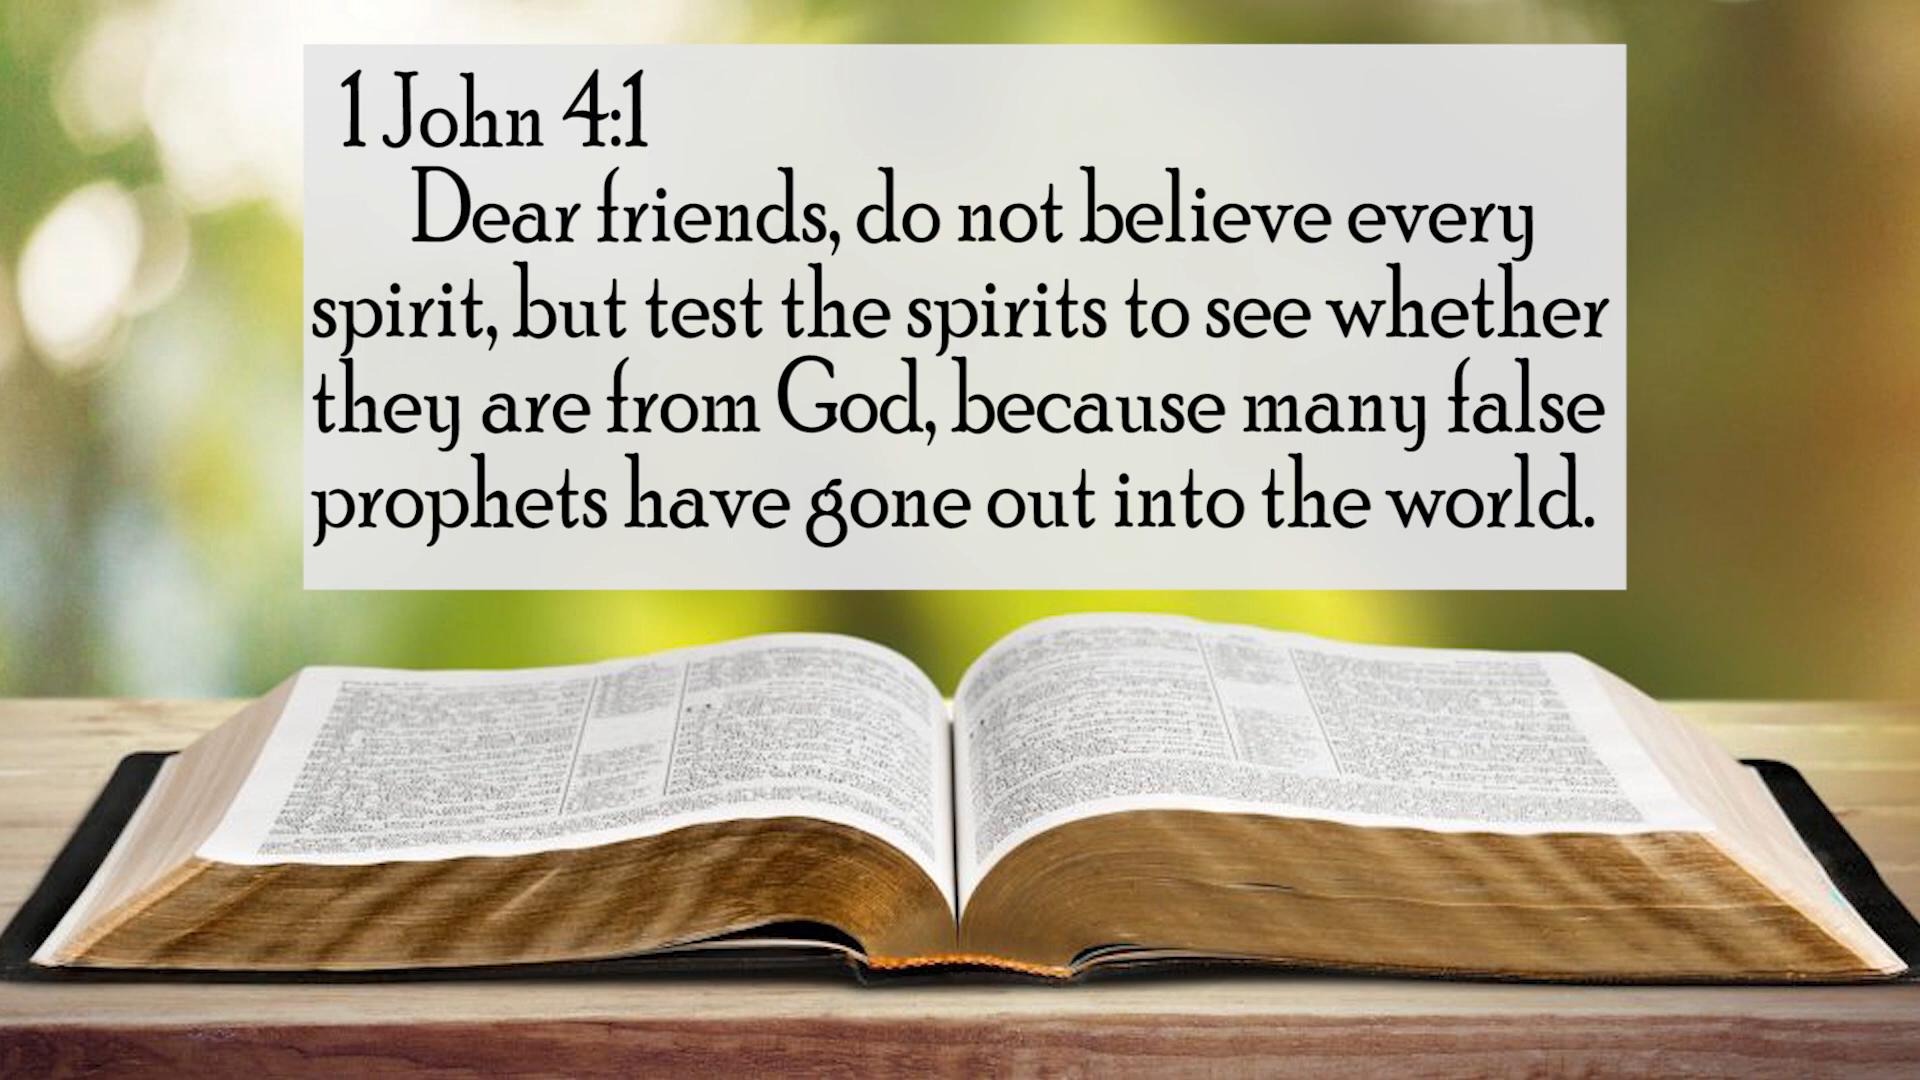 1 John 4:1
Dear friends, do not believe every
spirit, but test the spirits to see whether
they are from God, because many false
prophets have gone out into the world.